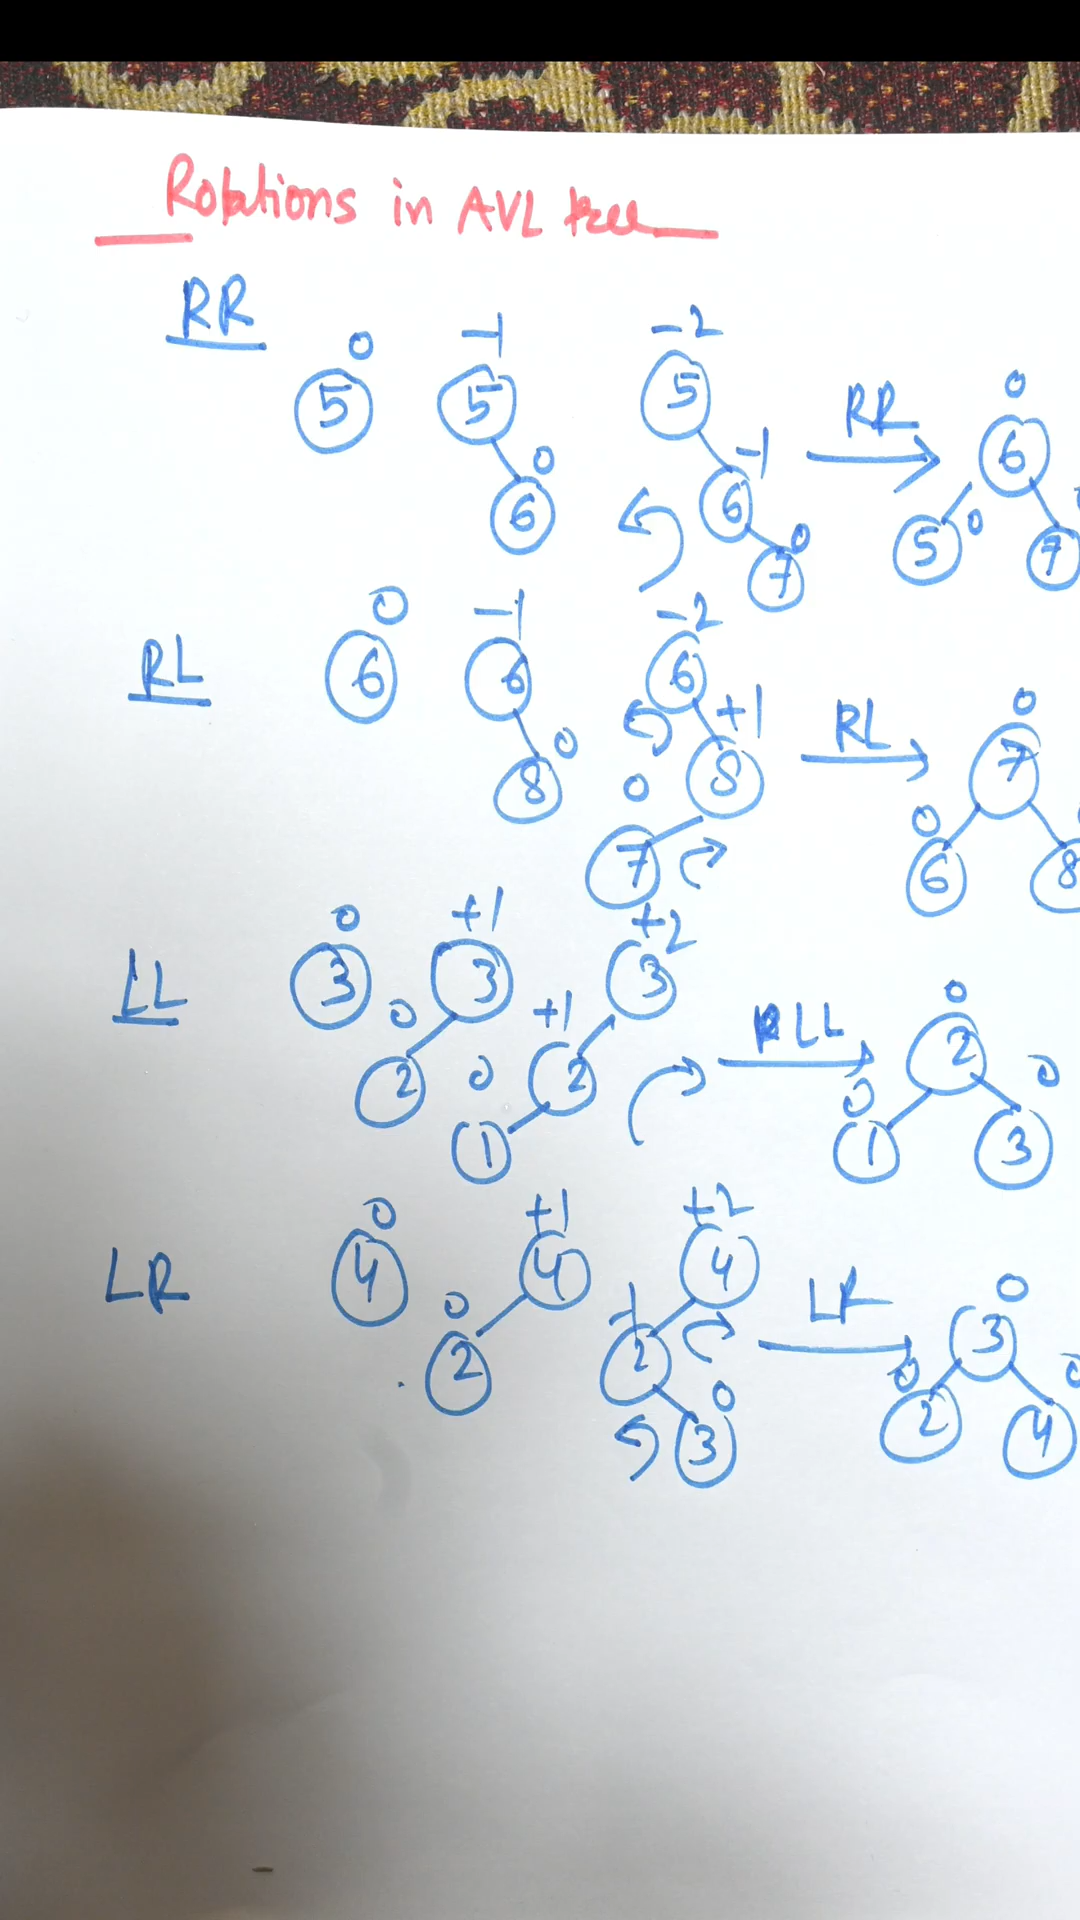 Rotations in AVL tree
RR
0 -1 -2
5 5 5 RR 0
0 -1 6
6 6 0 5 0 7
7
RL 0 -1 -2
6 6 6 +1 RL 0
0 8 7
8 0 0
7 6 8
LL 0 +1 +2
3 3 3
0 +1 LL 0
2 0 2 2 0
1 0 1 3
LR 0 +1 +2
4 4 4 LR 0
0 -1 3
2 2 0 0 0
3 2 4